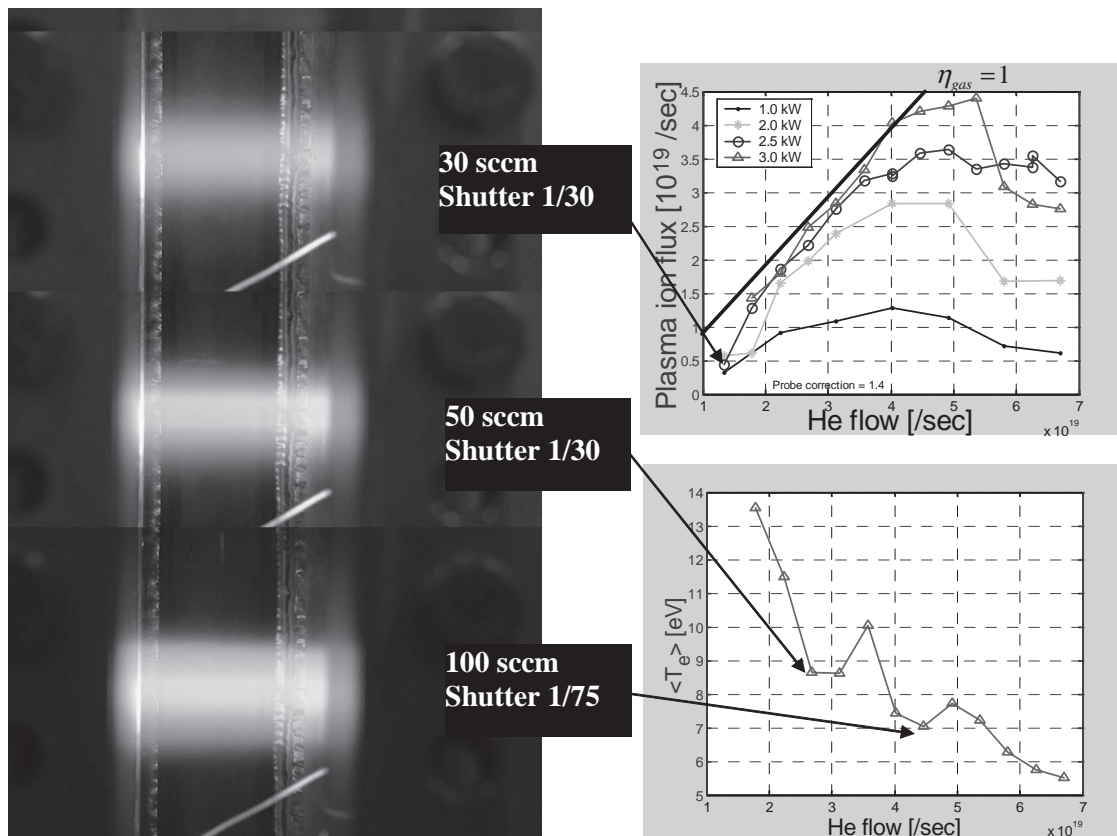 30 sccm
Shutter 1/30
50 sccm
Shutter 1/30
100 sccm
Shutter 1/75
η_gas = 1
Plasma ion flux [10^19 /sec]
4.5
4
3.5
3
2.5
2
1.5
1
0.5
0
1.0 kW
2.0 kW
2.5 kW
3.0 kW
Probe correction = 1.4
1 2 3 4 5 6 7
He flow [/sec]
x 10^19
<T_e> [eV]
14
13
12
11
10
9
8
7
6
5
1 2 3 4 5 6 7
He flow [/sec]
x 10^19